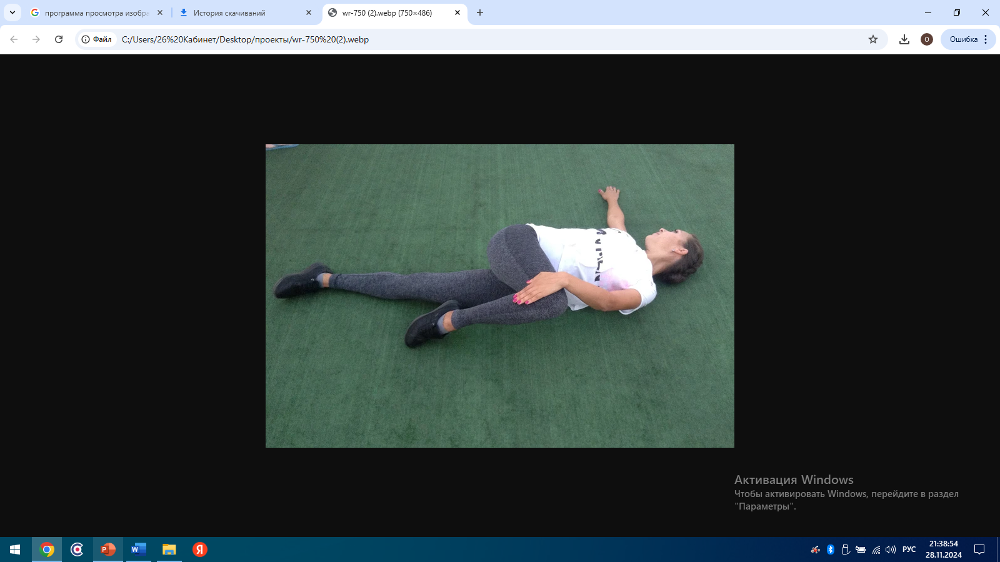 программа просмотра изобра
История скачиваний
wr-750 (2).webp (750×486)
Файл
C:/Users/26%20Кабинет/Desktop/проекты/wr-750%20(2).webp
О
Ошибка
Активация Windows
Чтобы активировать Windows, перейдите в раздел
"Параметры".
РУС
21:38:54
28.11.2024